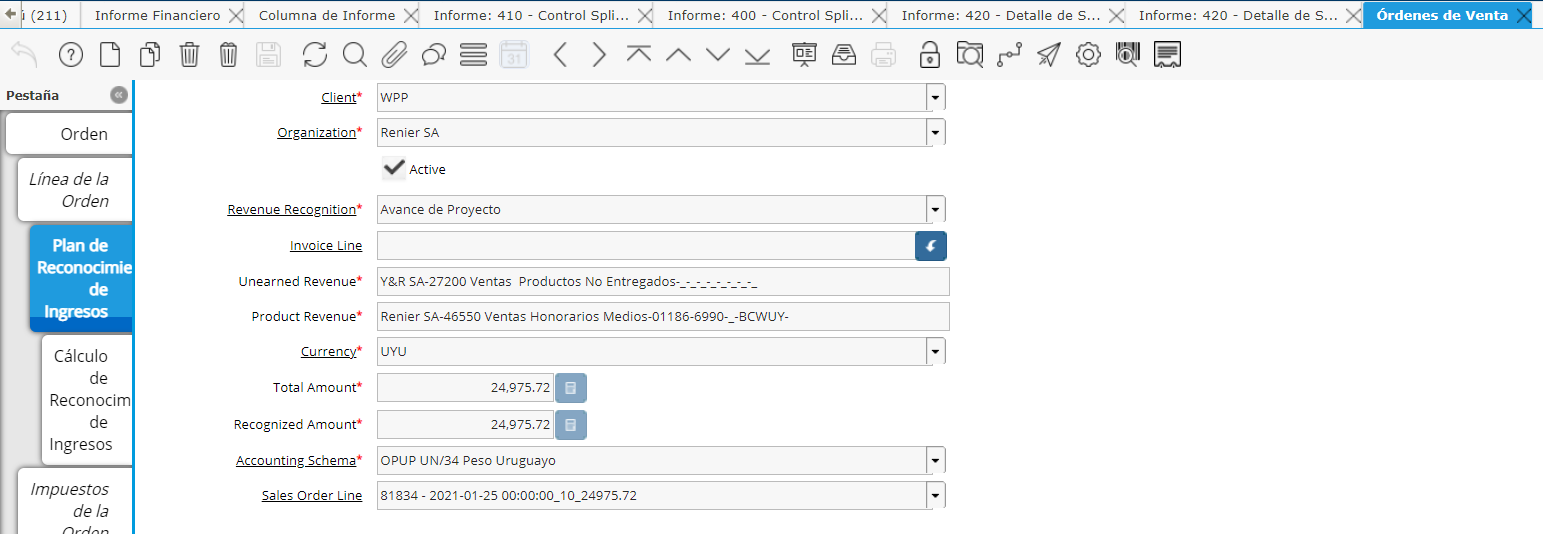 ú (211)
Informe Financiero
Columna de Informe
Informe: 410 - Control Spli...
Informe: 400 - Control Spli...
Informe: 420 - Detalle de S...
Informe: 420 - Detalle de S...
Órdenes de Venta
31
Pestaña
Orden
Línea de la
Orden
Plan de
Reconocimie
de
Ingresos
Cálculo
de
Reconocim
de
Ingresos
Impuestos
de la
Orden
Client* WPP
Organization* Renier SA
Active
Revenue Recognition* Avance de Proyecto
Invoice Line
Unearned Revenue* Y&R SA-27200 Ventas  Productos No Entregados-_-_-_-_-_-_-_-_
Product Revenue* Renier SA-46550 Ventas Honorarios Medios-01186-6990-_-BCWUY-
Currency* UYU
Total Amount* 24,975.72
Recognized Amount* 24,975.72
Accounting Schema* OPUP UN/34 Peso Uruguayo
Sales Order Line 81834 - 2021-01-25 00:00:00_10_24975.72